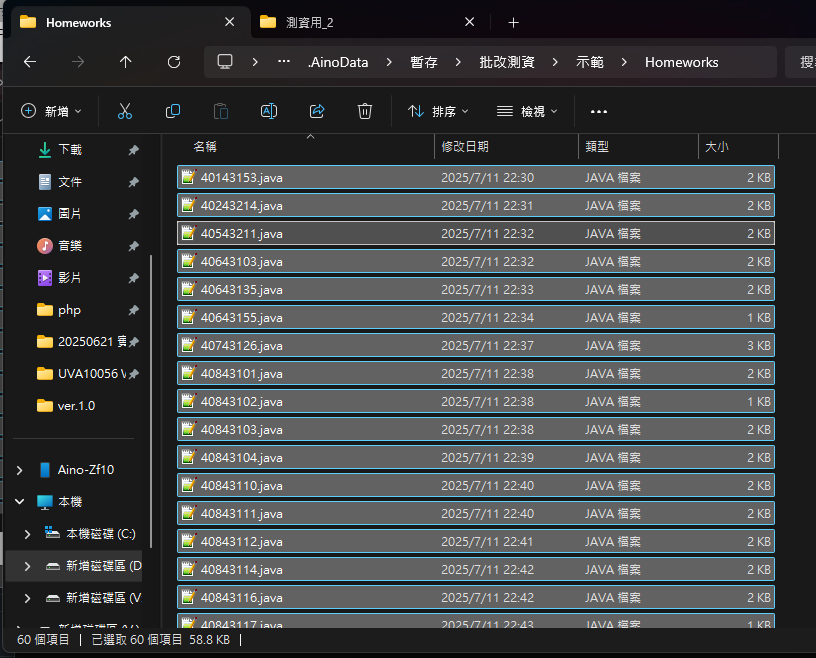 Homeworks
測資用_2
.AinoData
暫存
批改測資
示範
Homeworks
搜
新增
排序
檢視
下載
文件
圖片
音樂
影片
php
20250621
UVA10056
ver.1.0
Aino-Zf10
本機
本機磁碟 (C:)
新增磁碟區 (D
新增磁碟區 (V
名稱 修改日期 類型 大小
40143153.java 2025/7/11 22:30 JAVA 檔案 2 KB
40243214.java 2025/7/11 22:31 JAVA 檔案 2 KB
40543211.java 2025/7/11 22:32 JAVA 檔案 2 KB
40643103.java 2025/7/11 22:32 JAVA 檔案 2 KB
40643135.java 2025/7/11 22:33 JAVA 檔案 2 KB
40643155.java 2025/7/11 22:34 JAVA 檔案 1 KB
40743126.java 2025/7/11 22:37 JAVA 檔案 3 KB
40843101.java 2025/7/11 22:38 JAVA 檔案 2 KB
40843102.java 2025/7/11 22:38 JAVA 檔案 1 KB
40843103.java 2025/7/11 22:38 JAVA 檔案 2 KB
40843104.java 2025/7/11 22:39 JAVA 檔案 2 KB
40843110.java 2025/7/11 22:40 JAVA 檔案 2 KB
40843111.java 2025/7/11 22:40 JAVA 檔案 2 KB
40843112.java 2025/7/11 22:41 JAVA 檔案 2 KB
40843114.java 2025/7/11 22:42 JAVA 檔案 2 KB
40843116.java 2025/7/11 22:42 JAVA 檔案 2 KB
40843117.java 2025/7/11 22:43 JAVA 檔案 1 KB
60 個項目 已選取 60 個項目 58.8 KB